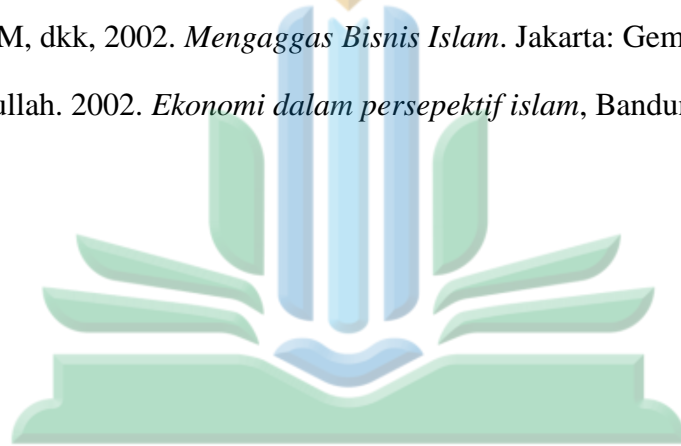 M, dkk, 2002. Mengaggas Bisnis Islam. Jakarta: Gem
ullah. 2002. Ekonomi dalam persepektif islam, Bandu